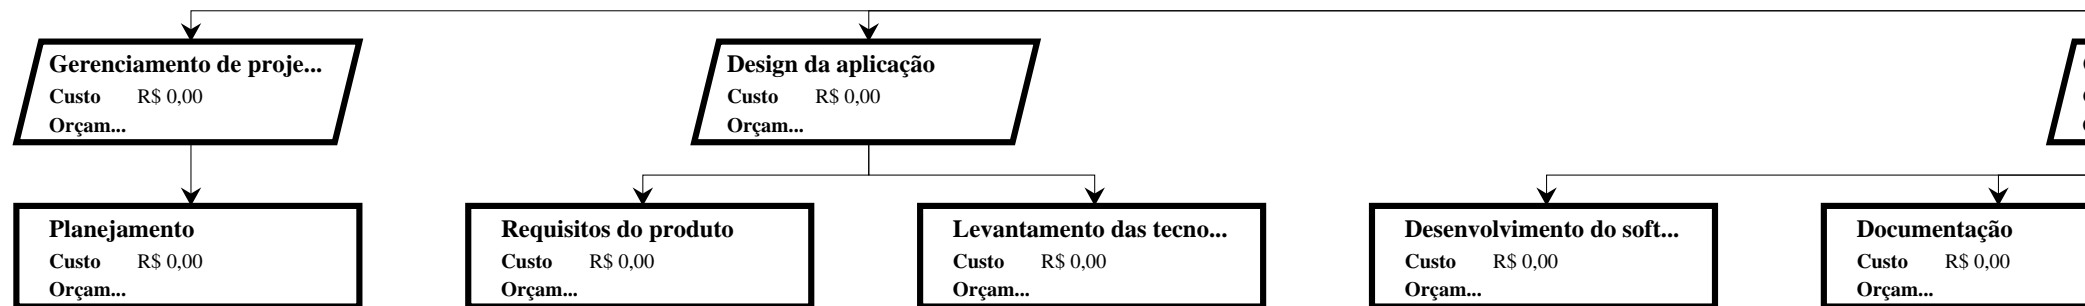 Gerenciamento de proje...
Custo R$ 0,00
Orçam...
Design da aplicação
Custo R$ 0,00
Orçam...
Planejamento
Custo R$ 0,00
Orçam...
Requisitos do produto
Custo R$ 0,00
Orçam...
Levantamento das tecno...
Custo R$ 0,00
Orçam...
Desenvolvimento do soft...
Custo R$ 0,00
Orçam...
Documentação
Custo R$ 0,00
Orçam...